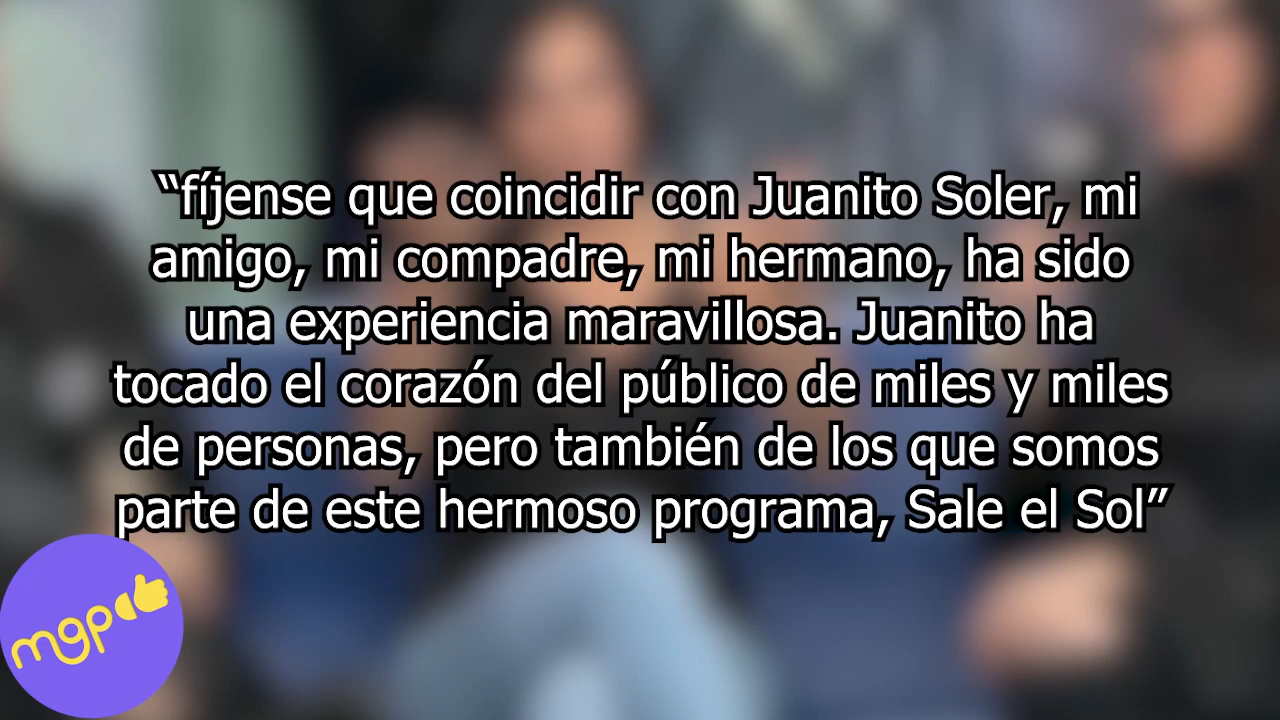 “fíjense que coincidir con Juanito Soler, mi
amigo, mi compadre, mi hermano, ha sido
una experiencia maravillosa. Juanito ha
tocado el corazón del público de miles y miles
de personas, pero también de los que somos
parte de este hermoso programa, Sale el Sol”
mgp